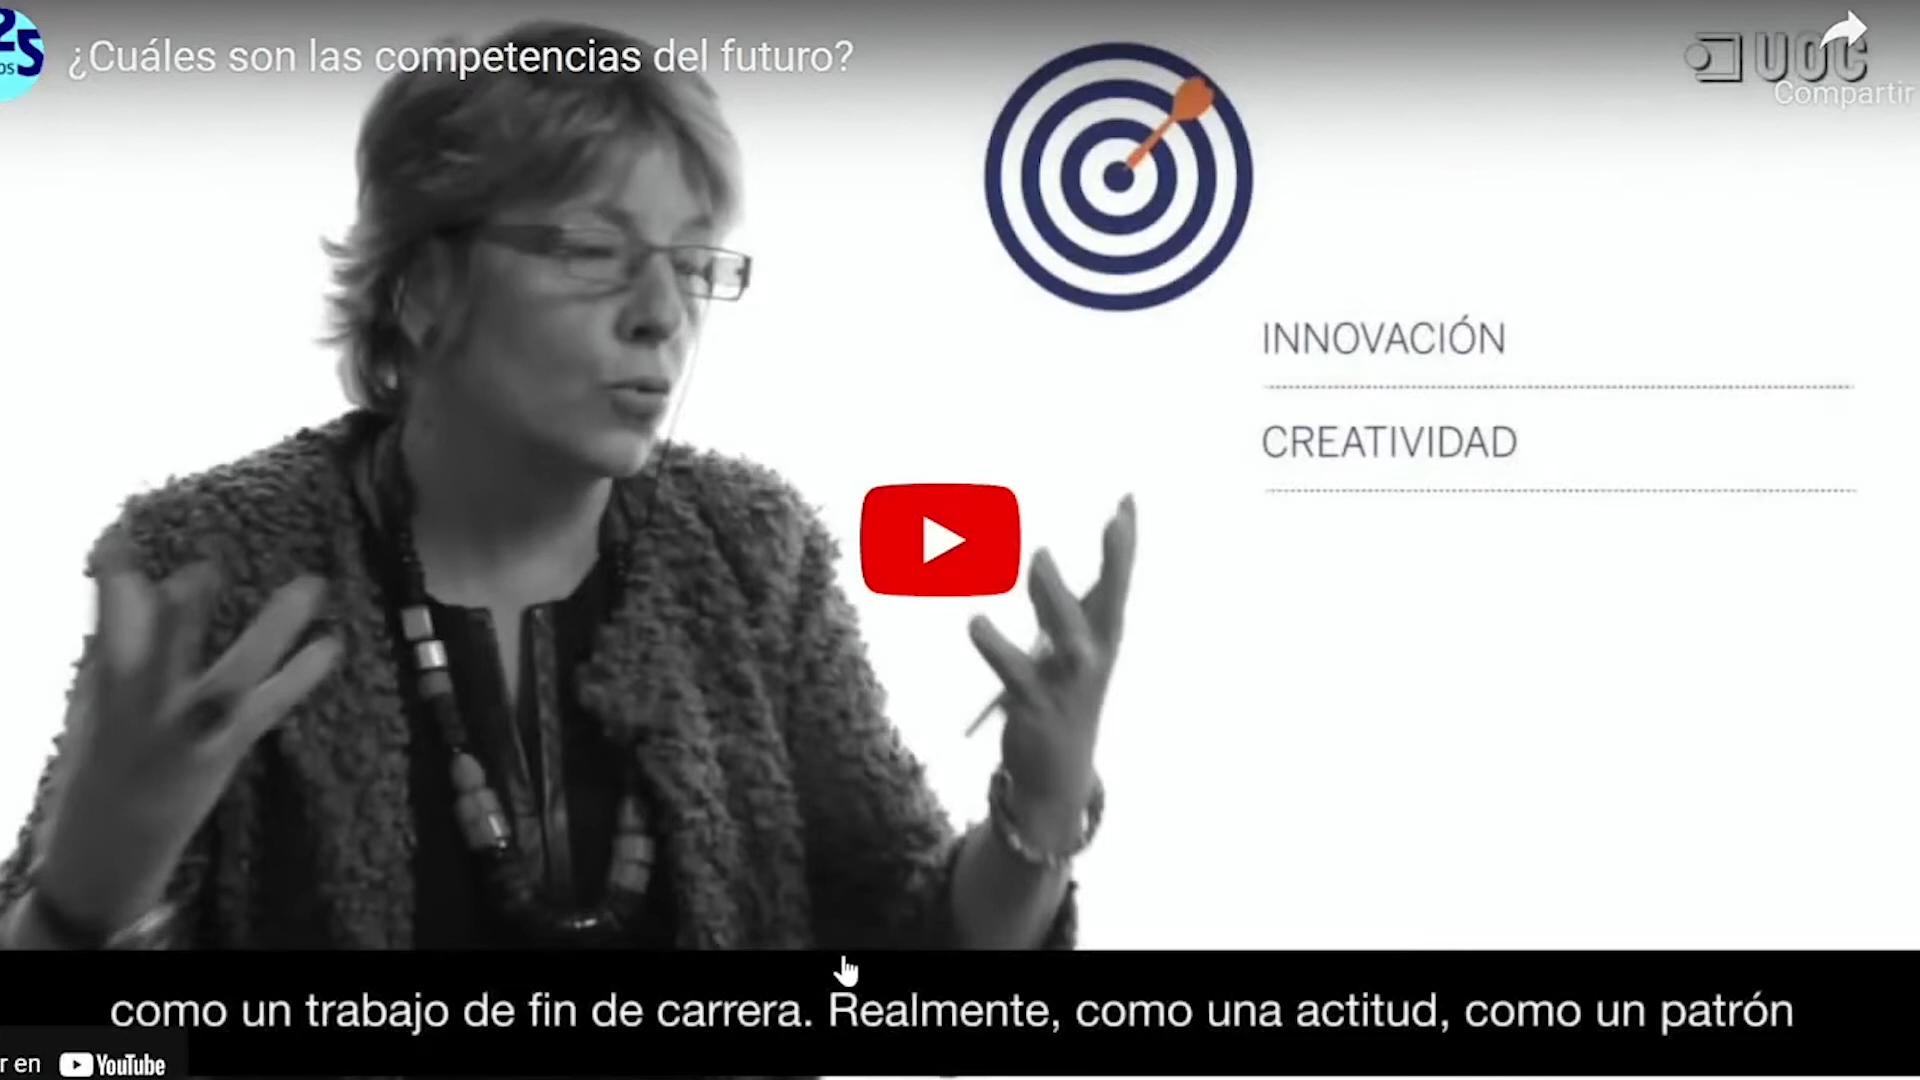 ¿Cuáles son las competencias del futuro?
UOC
Compartir
INNOVACIÓN
CREATIVIDAD
como un trabajo de fin de carrera. Realmente, como una actitud, como un patrón
r en YouTube